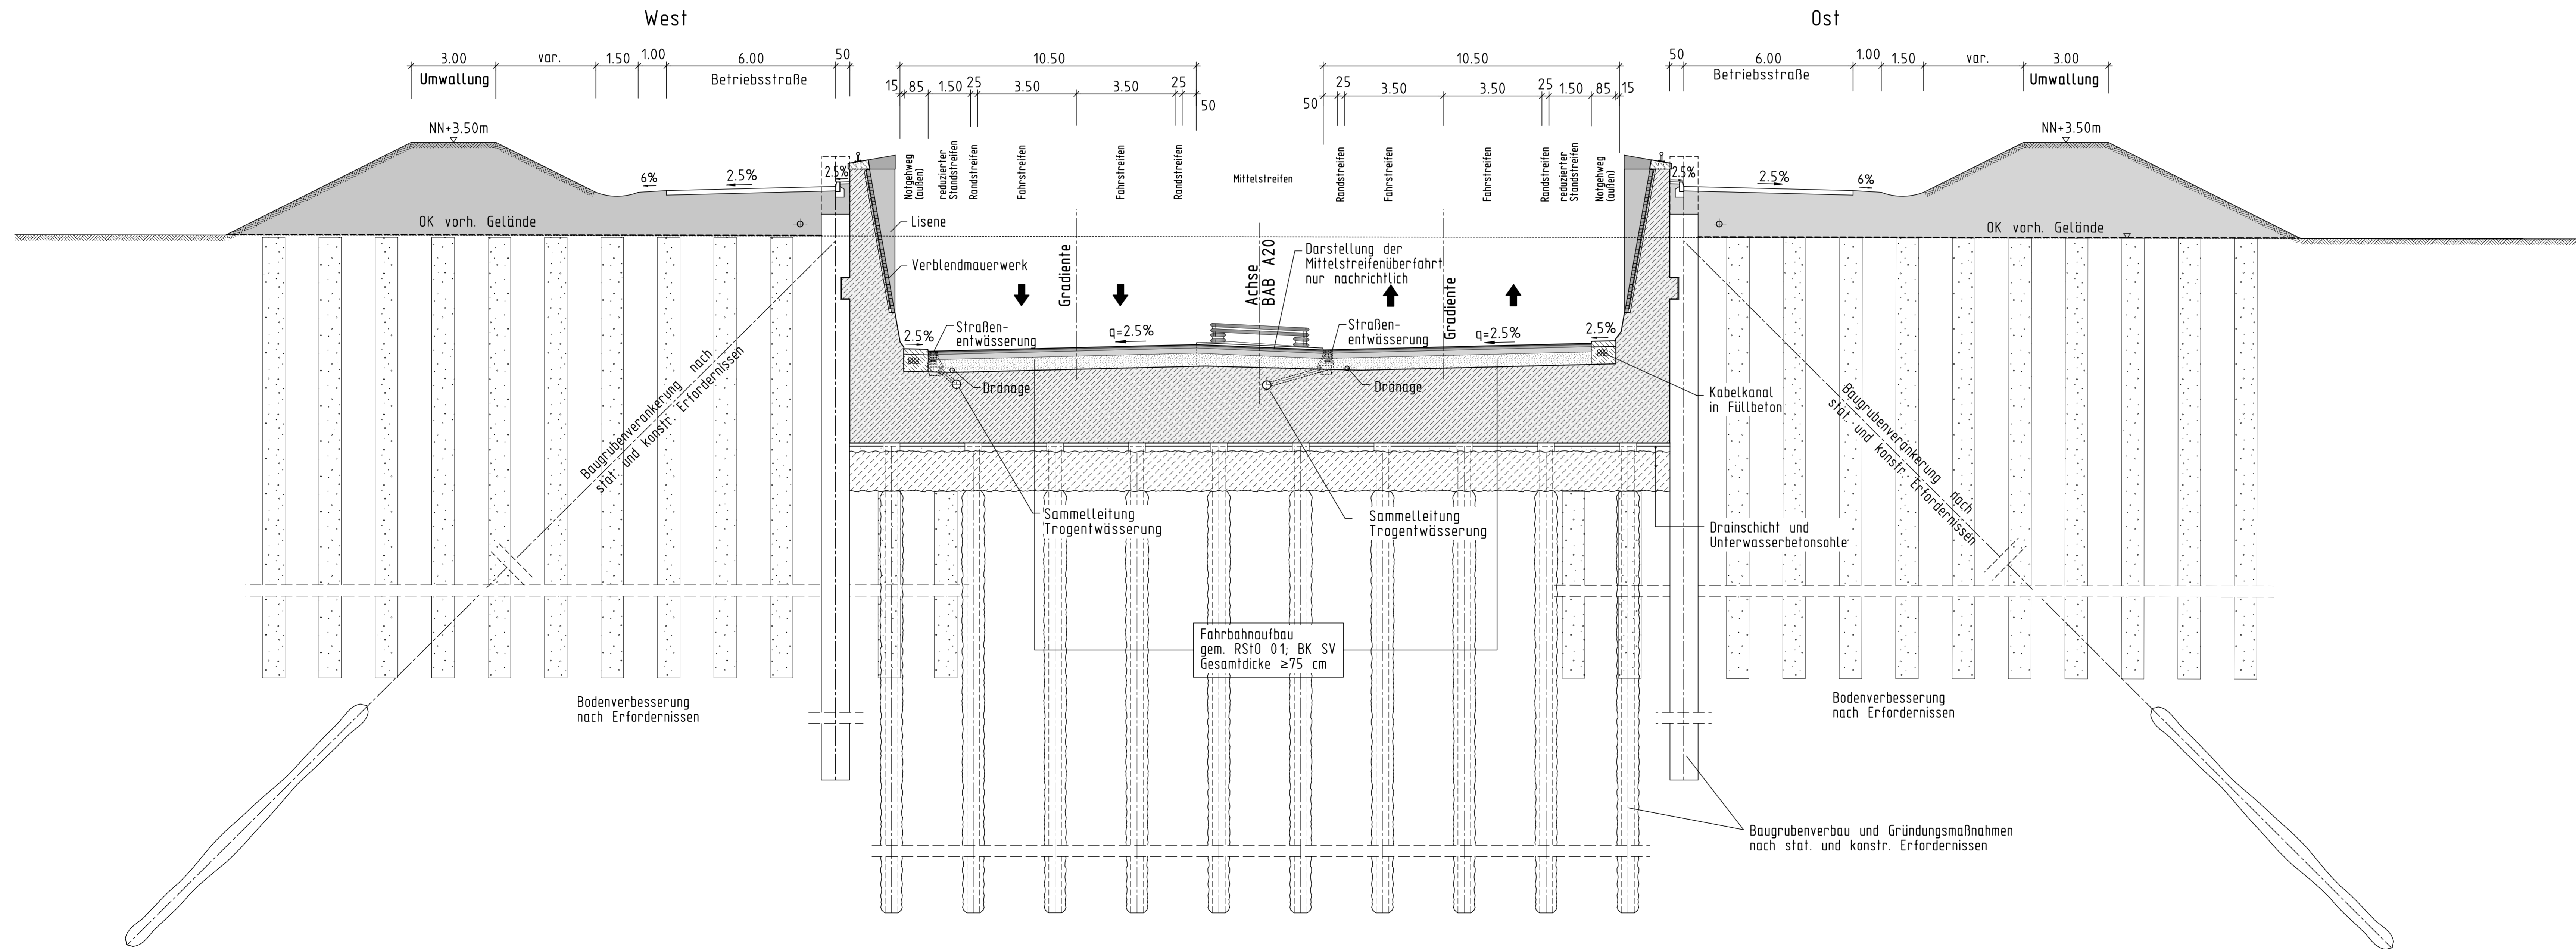 West
Ost
3.00
var.
1.50
1.00
6.00
50
Umwallung
Betriebsstraße
10.50
15
85
1.50
25
3.50
3.50
25
50
10.50
50
25
3.50
3.50
25
1.50
85
15
50
6.00
1.00
1.50
var.
3.00
Betriebsstraße
Umwallung
NN+3.50m
6%
2.5%
2.5%
OK vorh. Gelände
Notgehweg
(außen)
reduzierter
Standstreifen
Randstreifen
Fahrstreifen
Fahrstreifen
Randstreifen
Mittelstreifen
Randstreifen
Fahrstreifen
Fahrstreifen
Randstreifen
reduzierter
Standstreifen
Notgehweg
(außen)
2.5%
2.5%
6%
NN+3.50m
OK vorh. Gelände
Lisene
Verblendmauerwerk
Gradiente
Achse
BAB A20
Darstellung der
Mittelstreifenüberfahrt
nur nachrichtlich
Gradiente
2.5%
Straßen-
entwässerung
q=2.5%
Straßen-
entwässerung
q=2.5%
2.5%
Dränage
Dränage
Kabelkanal
in Füllbeton
Baugrubenverankerung nach
stat. und konstr. Erfordernissen
Baugrubenverankerung nach
stat. und konstr. Erfordernissen
Sammelleitung
Trogentwässerung
Sammelleitung
Trogentwässerung
Drainschicht und
Unterwasserbetonsohle
Fahrbahnaufbau
gem. RStO 01; BK SV
Gesamtdicke ≥75 cm
Bodenverbesserung
nach Erfordernissen
Bodenverbesserung
nach Erfordernissen
Baugrubenverbau und Gründungsmaßnahmen
nach stat. und konstr. Erfordernissen